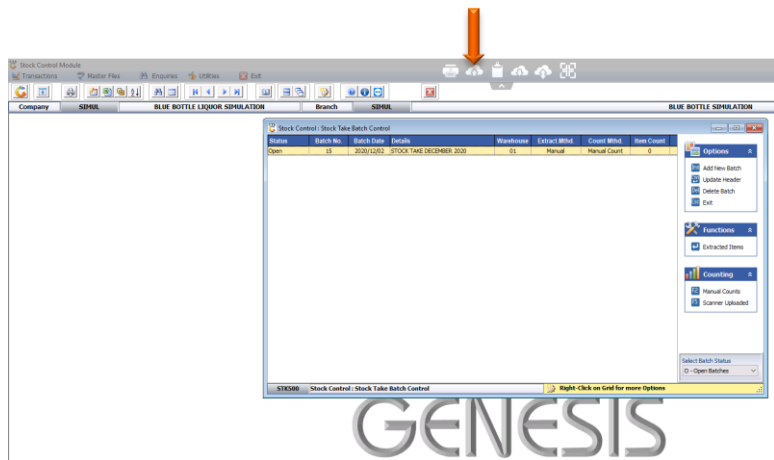 Stock Control Module
Transactions Master Files Enquiries Utilities Exit
Company SIMUL BLUE BOTTLE LIQUOR SIMULATION Branch SIMUL BLUE BOTTLE SIMULATION
Stock Control : Stock Take Batch Control
Status Batch No. Batch Date Details Warehouse Extract.Mthd. Count Mthd. Item Count
Open 15 2020/12/02 STOCK TAKE DECEMBER 2020 01 Manual Manual Count 0
Options
Add New Batch
Update Header
Delete Batch
Exit
Functions
Extracted Items
Counting
Manual Counts
Scanner Uploaded
Select Batch Status
O - Open Batches
STK500 Stock Control : Stock Take Batch Control Right-Click on Grid for more Options
GENESIS